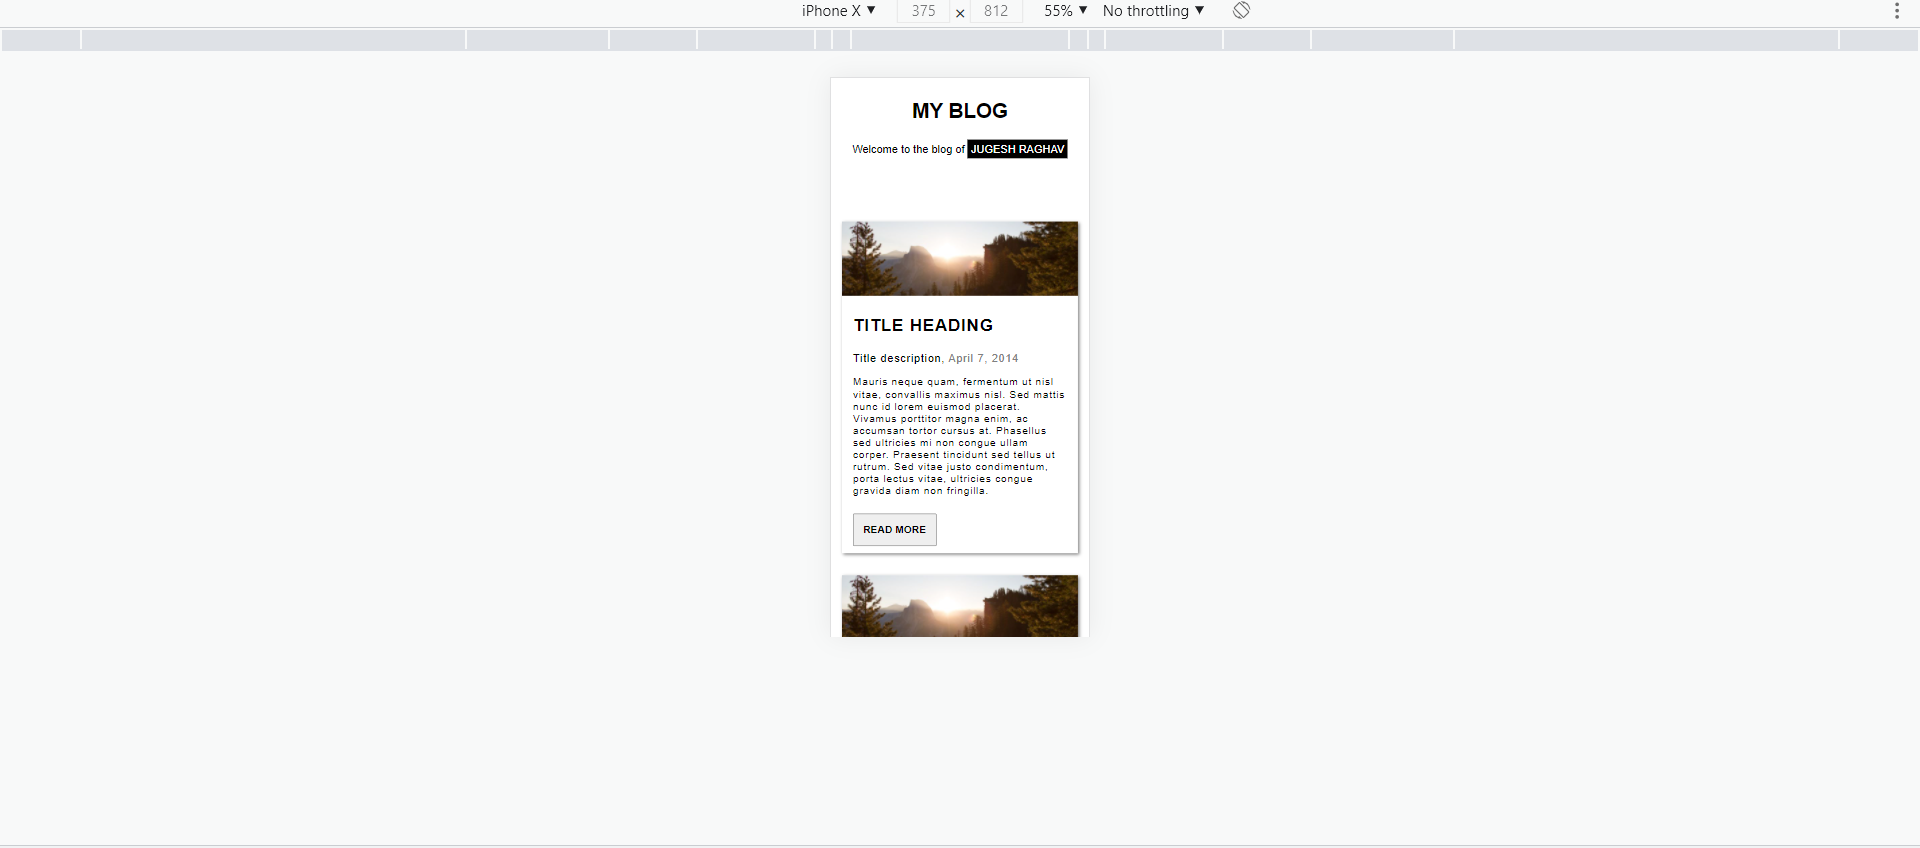 iPhone X ▼ 375 × 812 55% ▼ No throttling ▼
MY BLOG
Welcome to the blog of JUGESH RAGHAV
TITLE HEADING
Title description, April 7, 2014
Mauris neque quam, fermentum ut nisl
vitae, convallis maximus nisl. Sed mattis
nunc id lorem euismod placerat.
Vivamus porttitor magna enim, ac
accumsan tortor cursus at. Phasellus
sed ultricies mi non congue ullam
corper. Praesent tincidunt sed tellus ut
rutrum. Sed vitae justo condimentum,
porta lectus vitae, ultricies congue
gravida diam non fringilla.
READ MORE